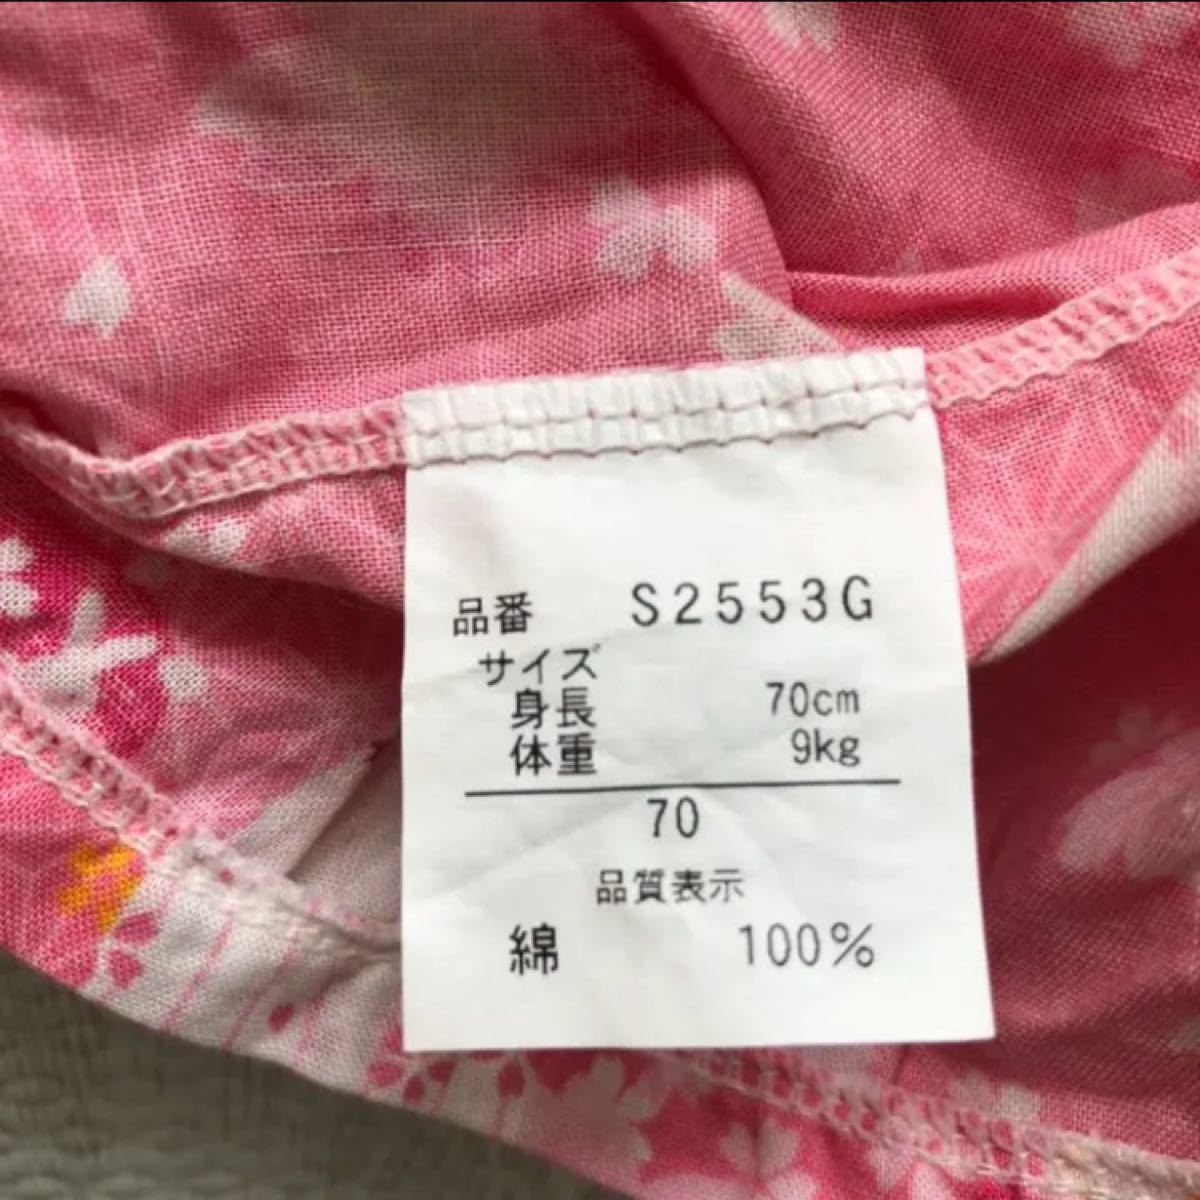 品番 S2553G
サイズ
身長 70cm
体重 9kg
70
品質表示
綿 100%